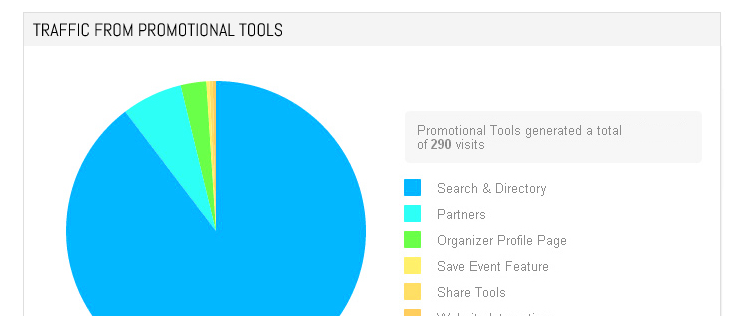 TRAFFIC FROM PROMOTIONAL TOOLS
Promotional Tools generated a total
of 290 visits
Search & Directory
Partners
Organizer Profile Page
Save Event Feature
Share Tools